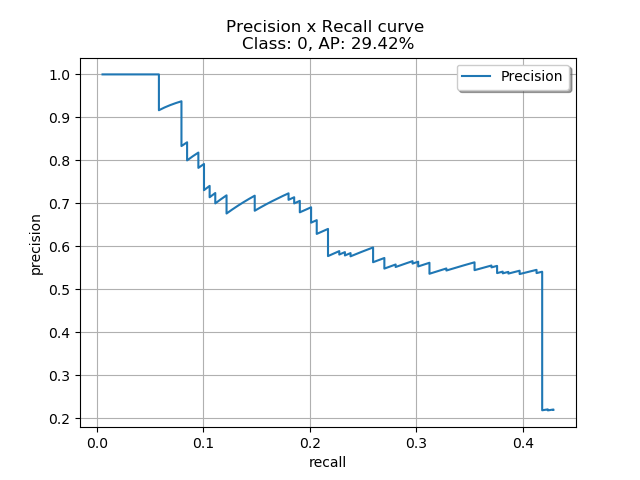 Precision x Recall curve
Class: 0, AP: 29.42%
Precision
1.0
0.9
0.8
0.7
0.6
0.5
0.4
0.3
0.2
precision
0.0 0.1 0.2 0.3 0.4
recall